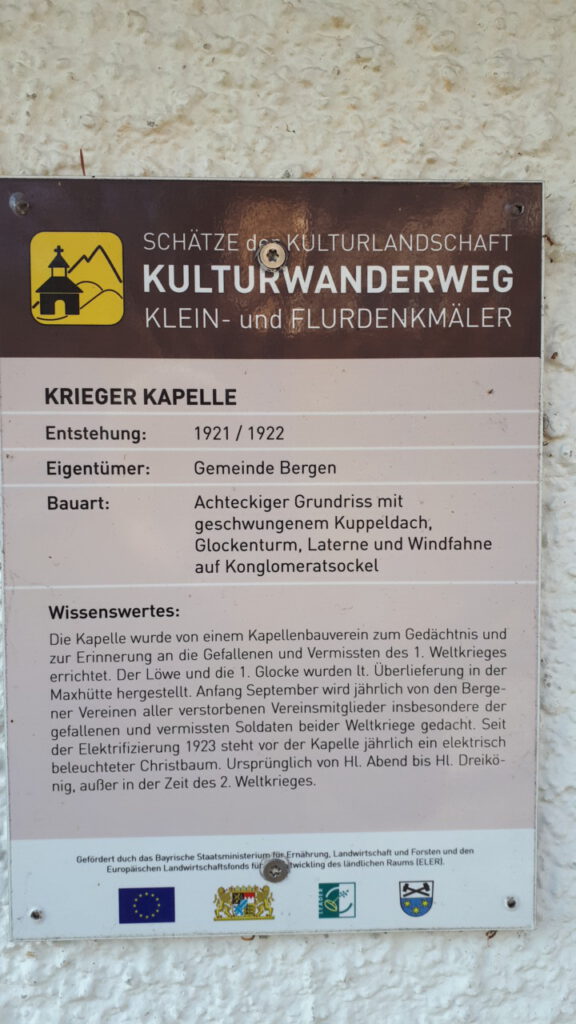 SCHÄTZE der KULTURLANDSCHAFT
KULTURWANDERWEG
KLEIN- und FLURDENKMÄLER
KRIEGER KAPELLE
Entstehung: 1921 / 1922
Eigentümer: Gemeinde Bergen
Bauart: Achteckiger Grundriss mit
geschwungenem Kuppeldach,
Glockenturm, Laterne und Windfahne
auf Konglomeratsockel
Wissenswertes:
Die Kapelle wurde von einem Kapellenbauverein zum Gedächtnis und
zur Erinnerung an die Gefallenen und Vermissten des 1. Weltkrieges
errichtet. Der Löwe und die 1. Glocke wurden lt. Überlieferung in der
Maxhütte hergestellt. Anfang September wird jährlich von den Berge-
ner Vereinen aller verstorbenen Vereinsmitglieder insbesondere der
gefallenen und vermissten Soldaten beider Weltkriege gedacht. Seit
der Elektrifizierung 1923 steht vor der Kapelle jährlich ein elektrisch
beleuchteter Christbaum. Ursprünglich von Hl. Abend bis Hl. Dreikö-
nig, außer in der Zeit des 2. Weltkrieges.
Gefördert duch das Bayrische Staatsministerium für Ernährung, Landwirtschaft und Forsten und den
Europäischen Landwirtschaftsfonds des ländlichen Raums (ELER).